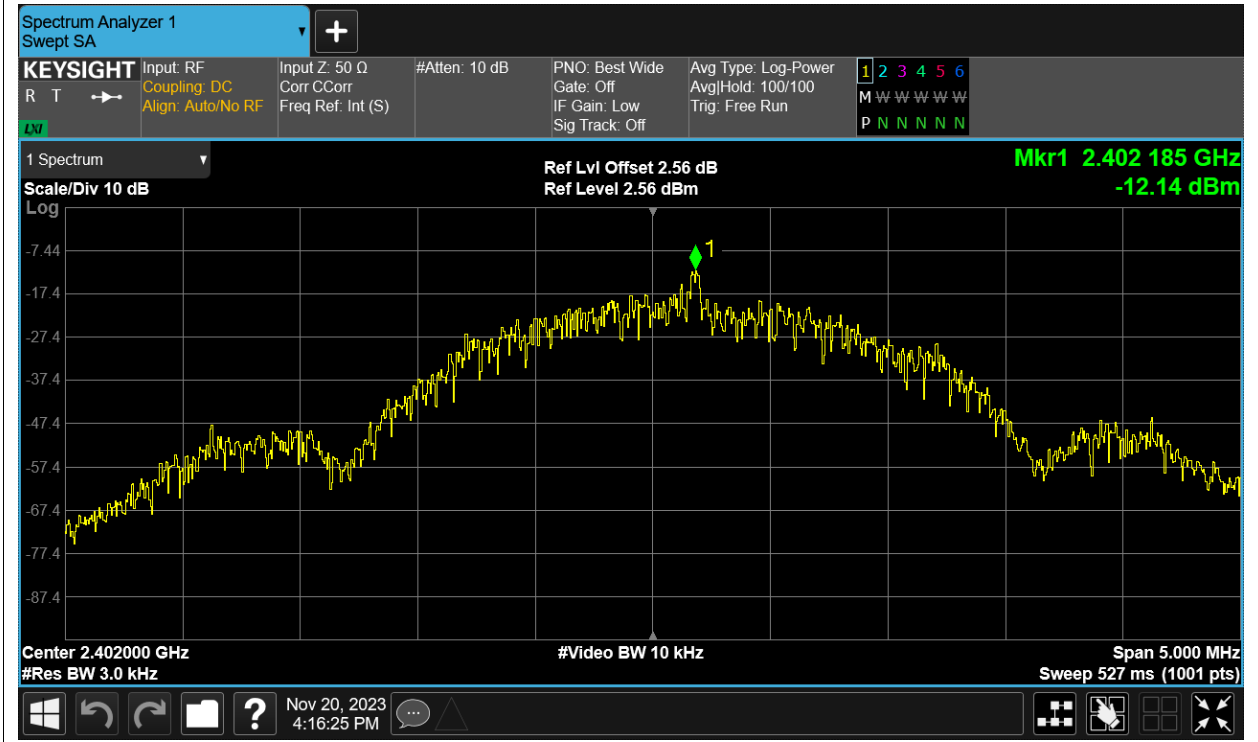 Spectrum Analyzer 1
Swept SA
KEYSIGHT
R T
LXI
Input: RF
Coupling: DC
Align: Auto/No RF
Input Z: 50 Ω
Corr CCorr
Freq Ref: Int (S)
#Atten: 10 dB
PNO: Best Wide
Gate: Off
IF Gain: Low
Sig Track: Off
Avg Type: Log-Power
Avg|Hold: 100/100
Trig: Free Run
1 2 3 4 5 6
M W W W W W
P N N N N N
1 Spectrum
Scale/Div 10 dB
Log
Ref Lvl Offset 2.56 dB
Ref Level 2.56 dBm
Mkr1 2.402 185 GHz
-12.14 dBm
1
-7.44
-17.4
-27.4
-37.4
-47.4
-57.4
-67.4
-77.4
-87.4
Center 2.402000 GHz
#Video BW 10 kHz
Span 5.000 MHz
#Res BW 3.0 kHz
Sweep 527 ms (1001 pts)
?
Nov 20, 2023
4:16:25 PM